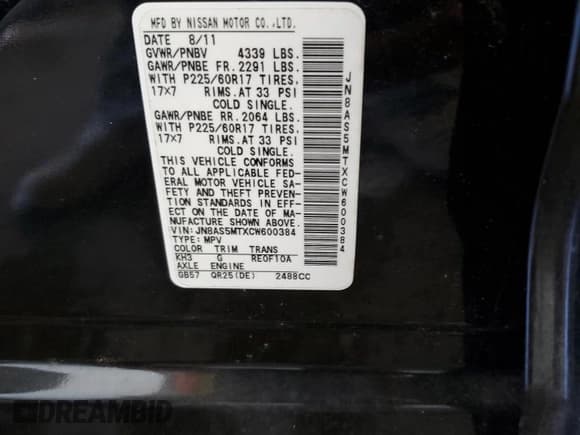 MFD BY NISSAN MOTOR CO.,LTD.
DATE 8/11
GVWR/PNBV 4339 LBS.
GAWR/PNBE FR. 2291 LBS.
WITH P225/60R17 TIRES,
17x7 RIMS. AT 33 PSI
COLD SINGLE.
GAWR/PNBE RR. 2064 LBS.
WITH P225/60R17 TIRES,
17x7 RIMS. AT 33 PSI
COLD SINGLE.
THIS VEHICLE CONFORMS
TO ALL APPLICABLE FED-
ERAL MOTOR VEHICLE SA-
FETY AND THEFT PREVEN-
TION STANDARDS IN EFF-
ECT ON THE DATE OF MA-
NUFACTURE SHOWN ABOVE.
VIN: JN8AS5MTXCW600384
TYPE: MPV
COLOR TRIM TRANS
KH3 G RE0F10A
AXLE ENGINE
GB57 QR25(DE) 2488CC
JN8AS5MTXCW600384
DREAMBID